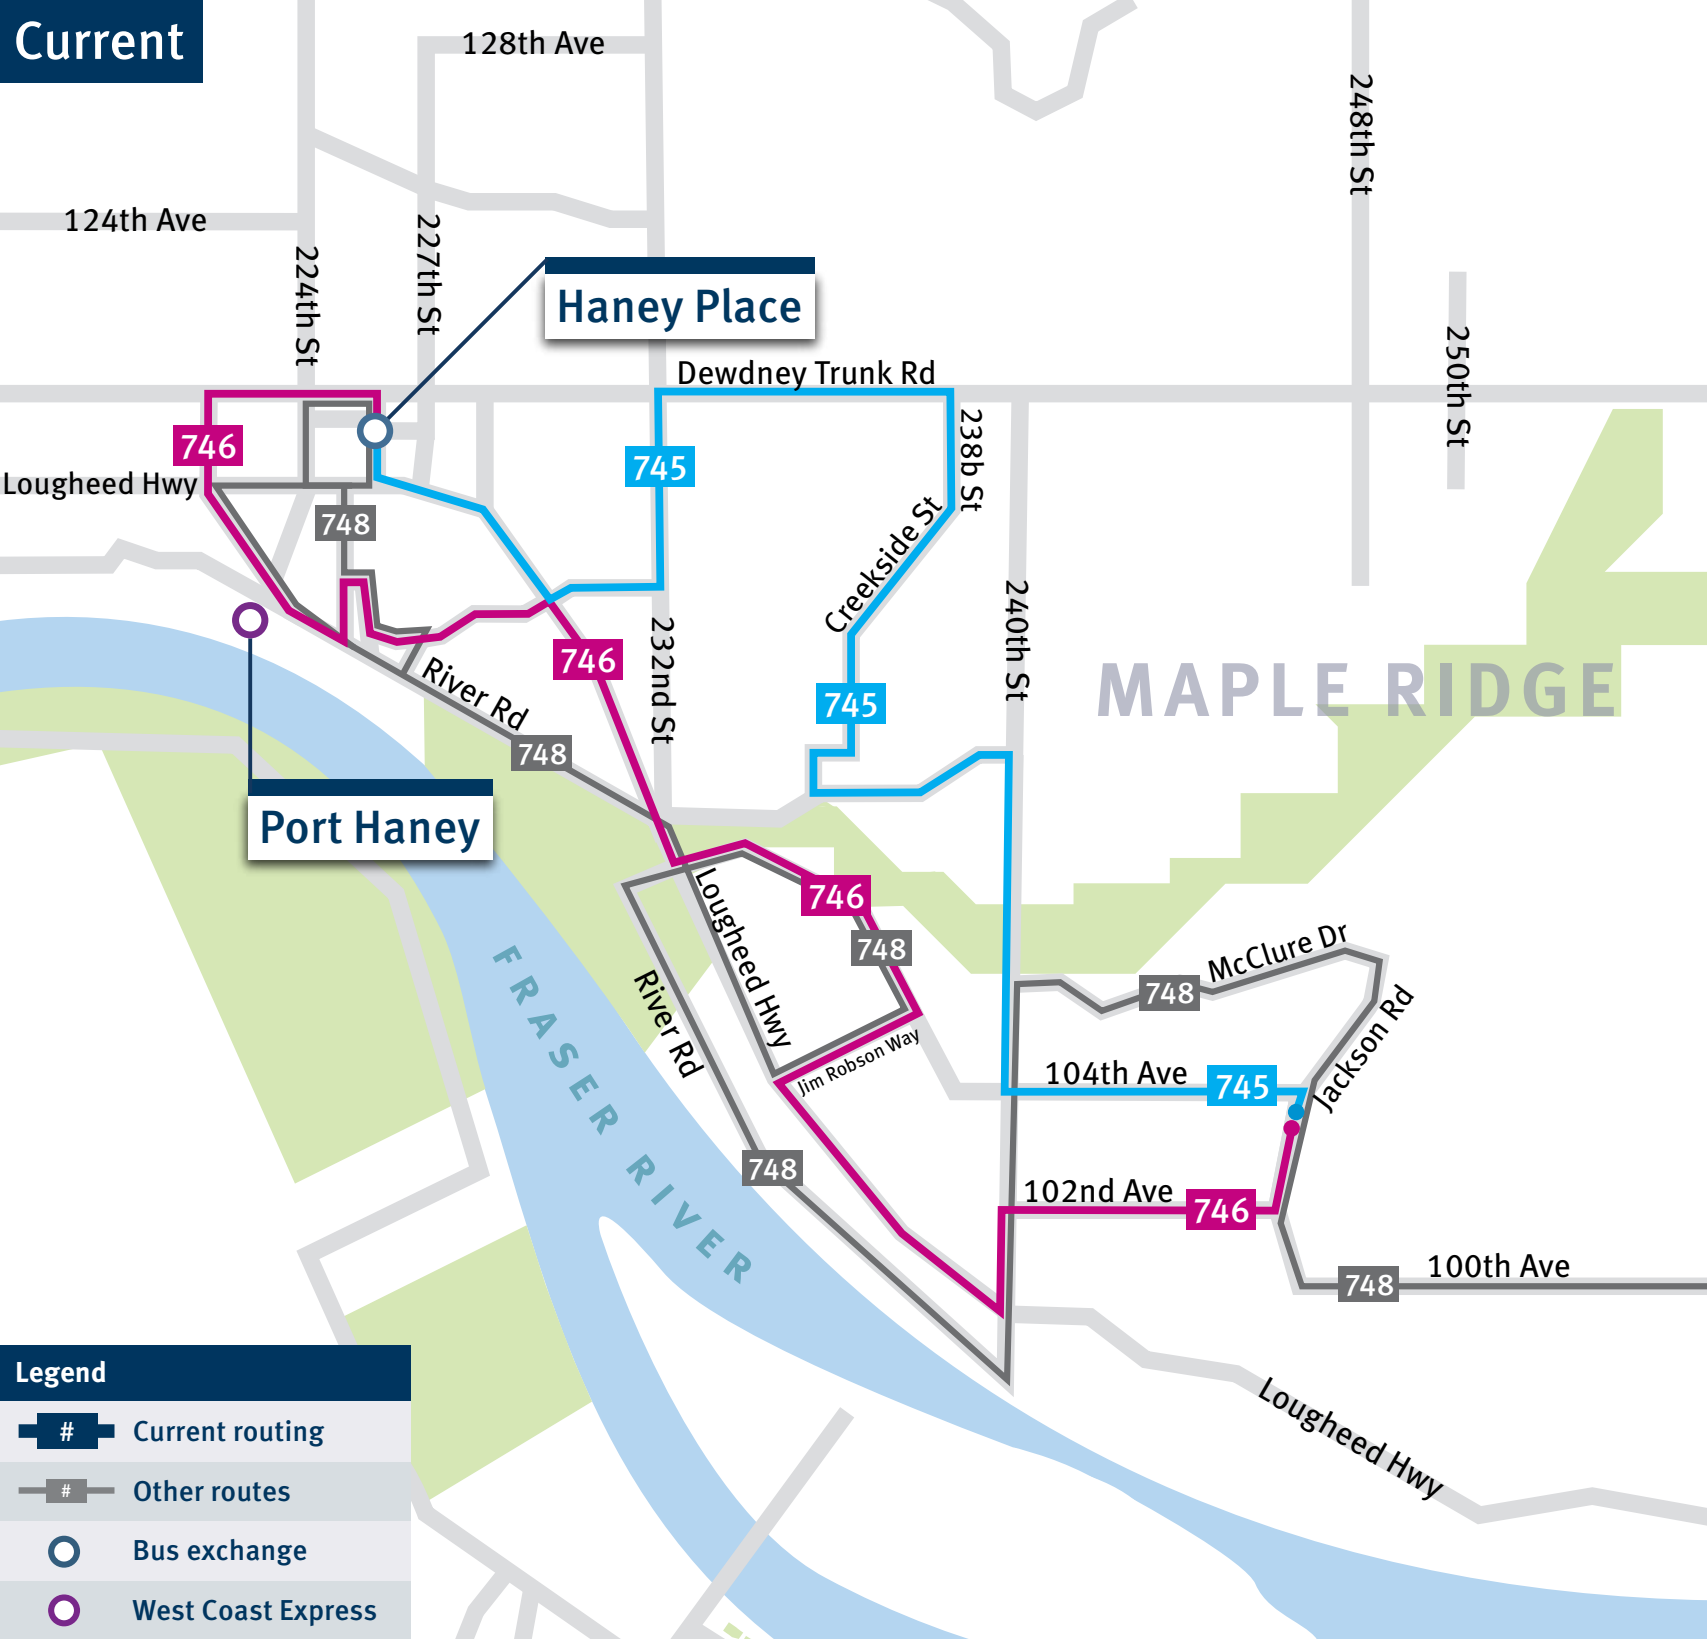 Current
128th Ave
248th St
124th Ave
227th St
224th St
Haney Place
250th St
Dewdney Trunk Rd
238b St
746
745
Lougheed Hwy
748
Creekside St
240th St
232nd St
746
River Rd
745
MAPLE RIDGE
748
Port Haney
746
Lougheed Hwy
748
McClure Dr
748
FRASER RIVER
River Rd
Jackson Rd
Jim Robson Way
104th Ave
745
748
102nd Ave
746
100th Ave
748
Lougheed Hwy
Legend
# Current routing
# Other routes
Bus exchange
West Coast Express